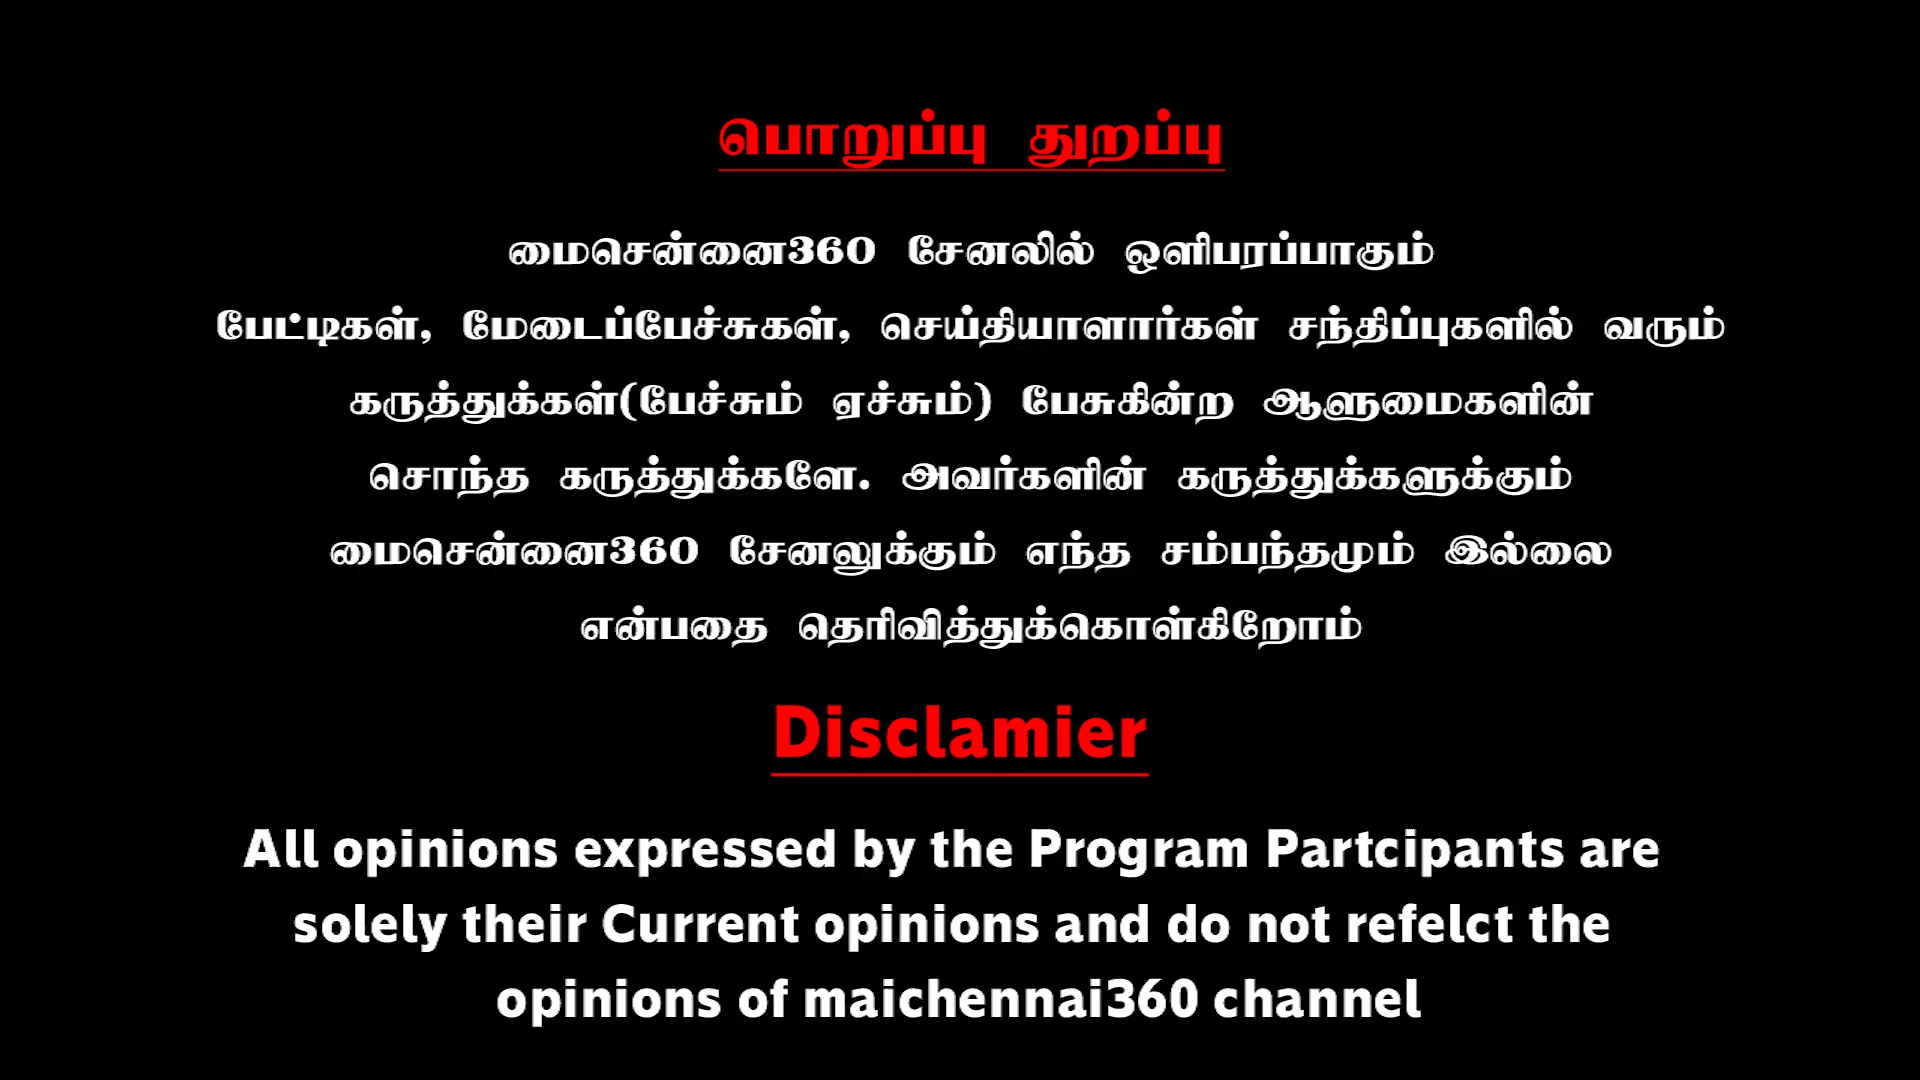 பொறுப்பு துறப்பு
மைசென்னை360 சேனலில் ஒளிபரப்பாகும்
பேட்டிகள், மேடைப்பேச்சுகள், செய்தியாளார்கள் சந்திப்புகளில் வரும்
கருத்துக்கள்(பேச்சும் ஏச்சும்) பேசுகின்ற ஆளுமைகளின்
சொந்த கருத்துக்களே. அவர்களின் கருத்துக்களுக்கும்
மைசென்னை360 சேனலுக்கும் எந்த சம்பந்தமும் இல்லை
என்பதை தெரிவித்துக்கொள்கிறோம்
Disclamier
All opinions expressed by the Program Partcipants are
solely their Current opinions and do not refelct the
opinions of maichennai360 channel